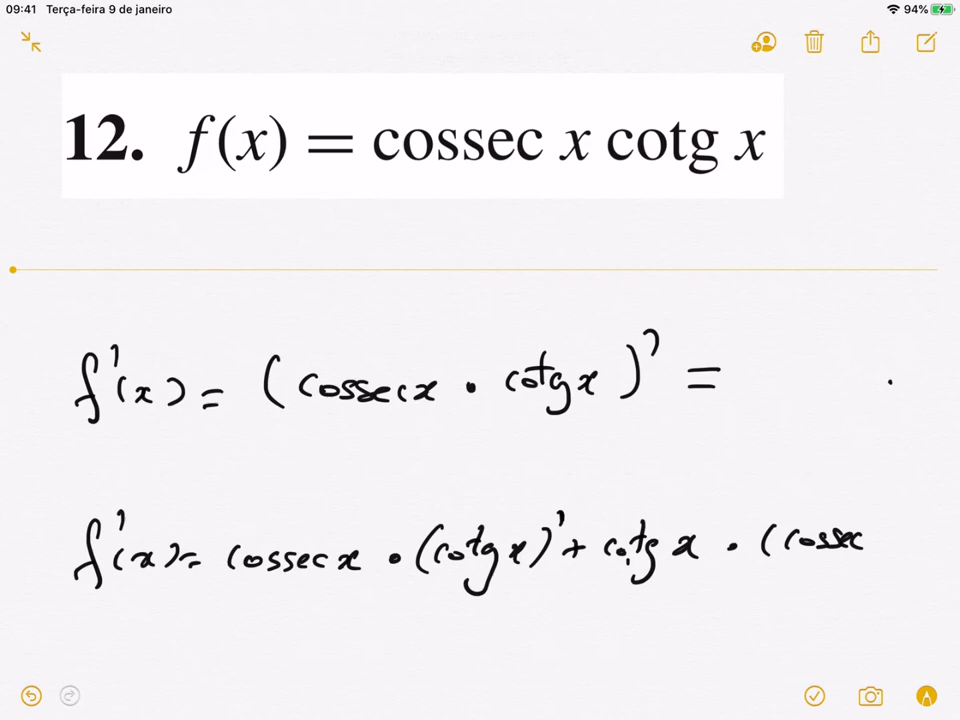 09:41 Terça-feira 9 de janeiro 94%
12. f(x) = cossec x cotg x
f'(x) = (cossec x · cotg x)' =
f'(x) = cossec x · (cotg x)' + cotg x · (cossec